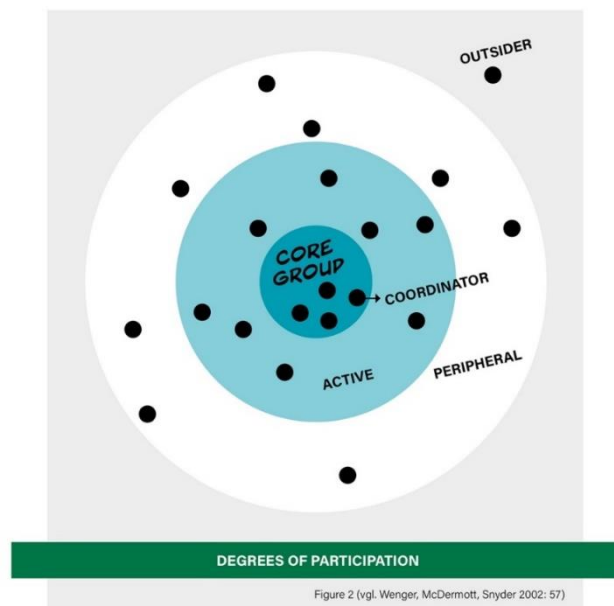 OUTSIDER
CORE
GROUP
COORDINATOR
PERIPHERAL
ACTIVE
DEGREES OF PARTICIPATION
Figure 2 (vgl. Wenger, McDermott, Snyder 2002: 57)